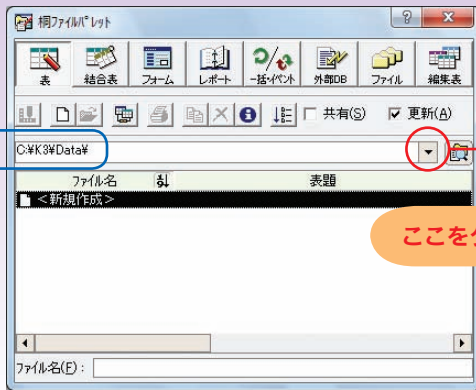 桐ファイルパレット
表 結合表 フォーム レポート 一括・イベント 外部DB ファイル 編集表
共有(S) 更新(A)
C:¥K3¥Data¥
ファイル名 表題
<新規作成>
ここを
ファイル名(F):